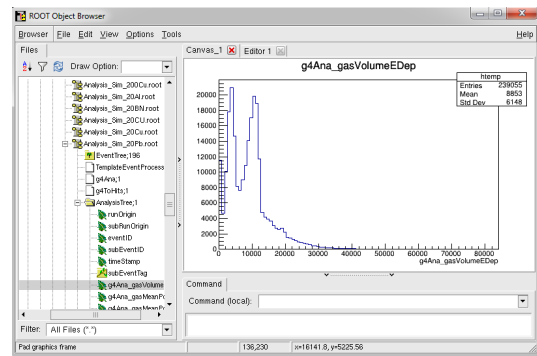 ROOT Object Browser
Browser File Edit View Options Tools Help
Files
Draw Option:
Canvas_1 Editor 1
Analysis_Sim_200Cu.root
Analysis_Sim_20Al.root
Analysis_Sim_20BN.root
Analysis_Sim_20CU.root
Analysis_Sim_20Cu.root
Analysis_Sim_20Pb.root
EventTree;196
TemplateEventProcess
g4Ana;1
g4ToHits;1
AnalysisTree;1
runOrigin
subRunOrigin
eventID
subEventID
timeStamp
subEventTag
g4Ana_gasVolume
g4Ana_gasMeanPo
g4Ana_gasMeanPo
Filter: All Files (*.*)
g4Ana_gasVolumeEDep
htemp
Entries 239055
Mean 8853
Std Dev 6148
20000
18000
16000
14000
12000
10000
8000
6000
4000
2000
0
0 10000 20000 30000 40000 50000 60000 70000 80000
g4Ana_gasVolumeEDep
Command
Command (local):
Pad graphics frame 136,230 x=16141.8, y=5225.56